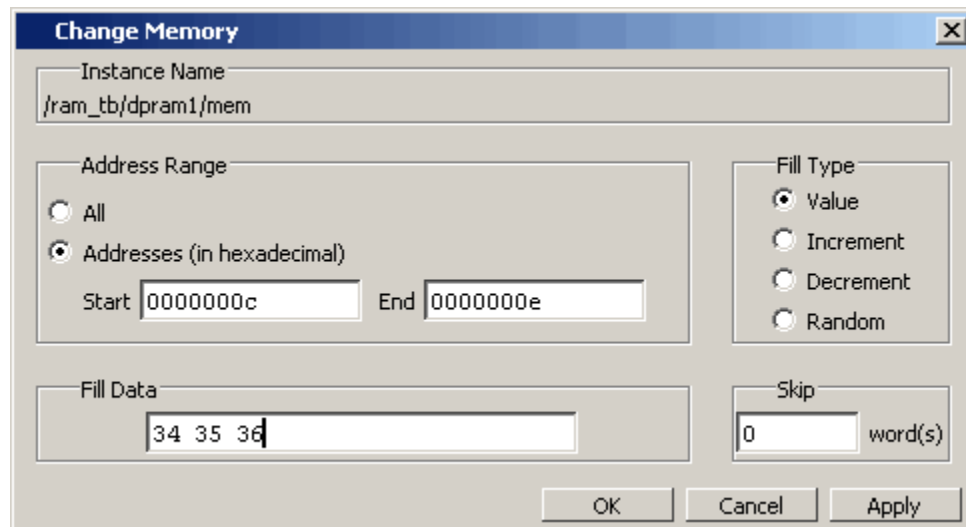 Change Memory
Instance Name
/ram_tb/dpram1/mem
Address Range
All
Addresses (in hexadecimal)
Start 0000000c End 0000000e
Fill Type
Value
Increment
Decrement
Random
Fill Data
34 35 36
Skip
0 word(s)
OK Cancel Apply